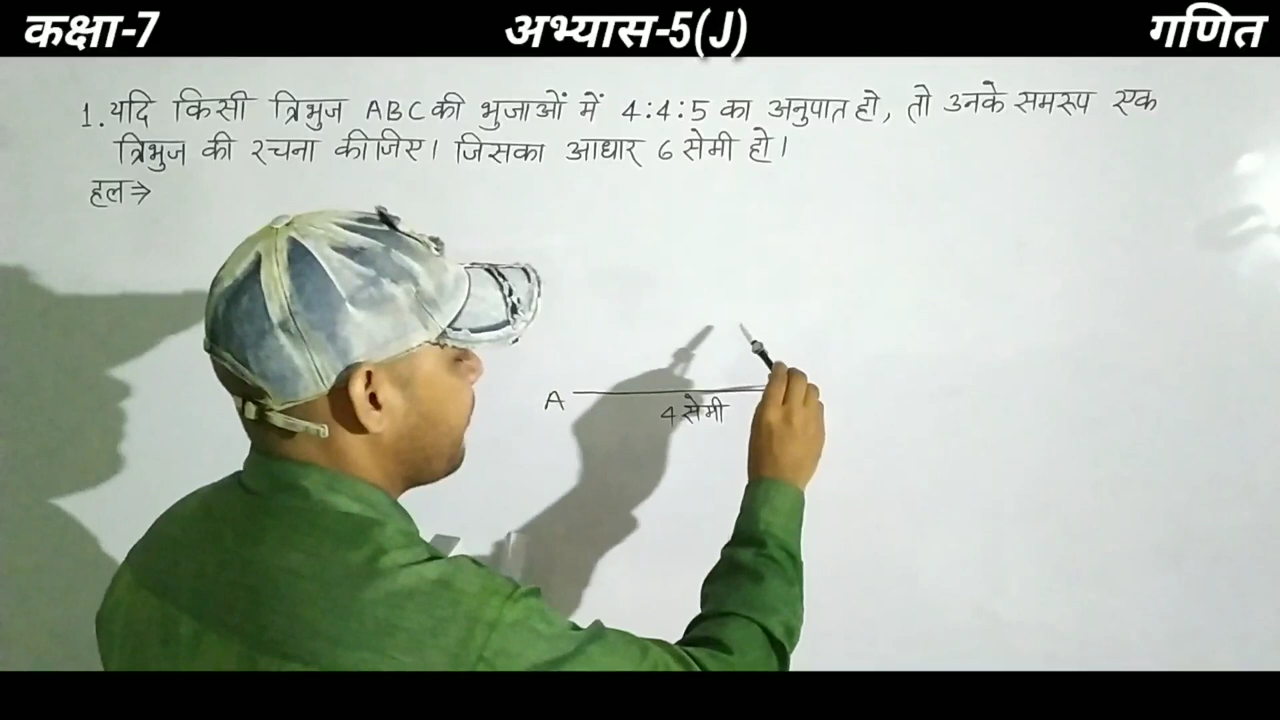 कक्षा-7 अभ्यास-5(J) गणित
1. यदि किसी त्रिभुज ABC की भुजाओं में 4:4:5 का अनुपात हो, तो उनके समरूप एक
त्रिभुज की रचना कीजिए। जिसका आधार 6 सेमी हो।
हल⇒
A
4 सेमी